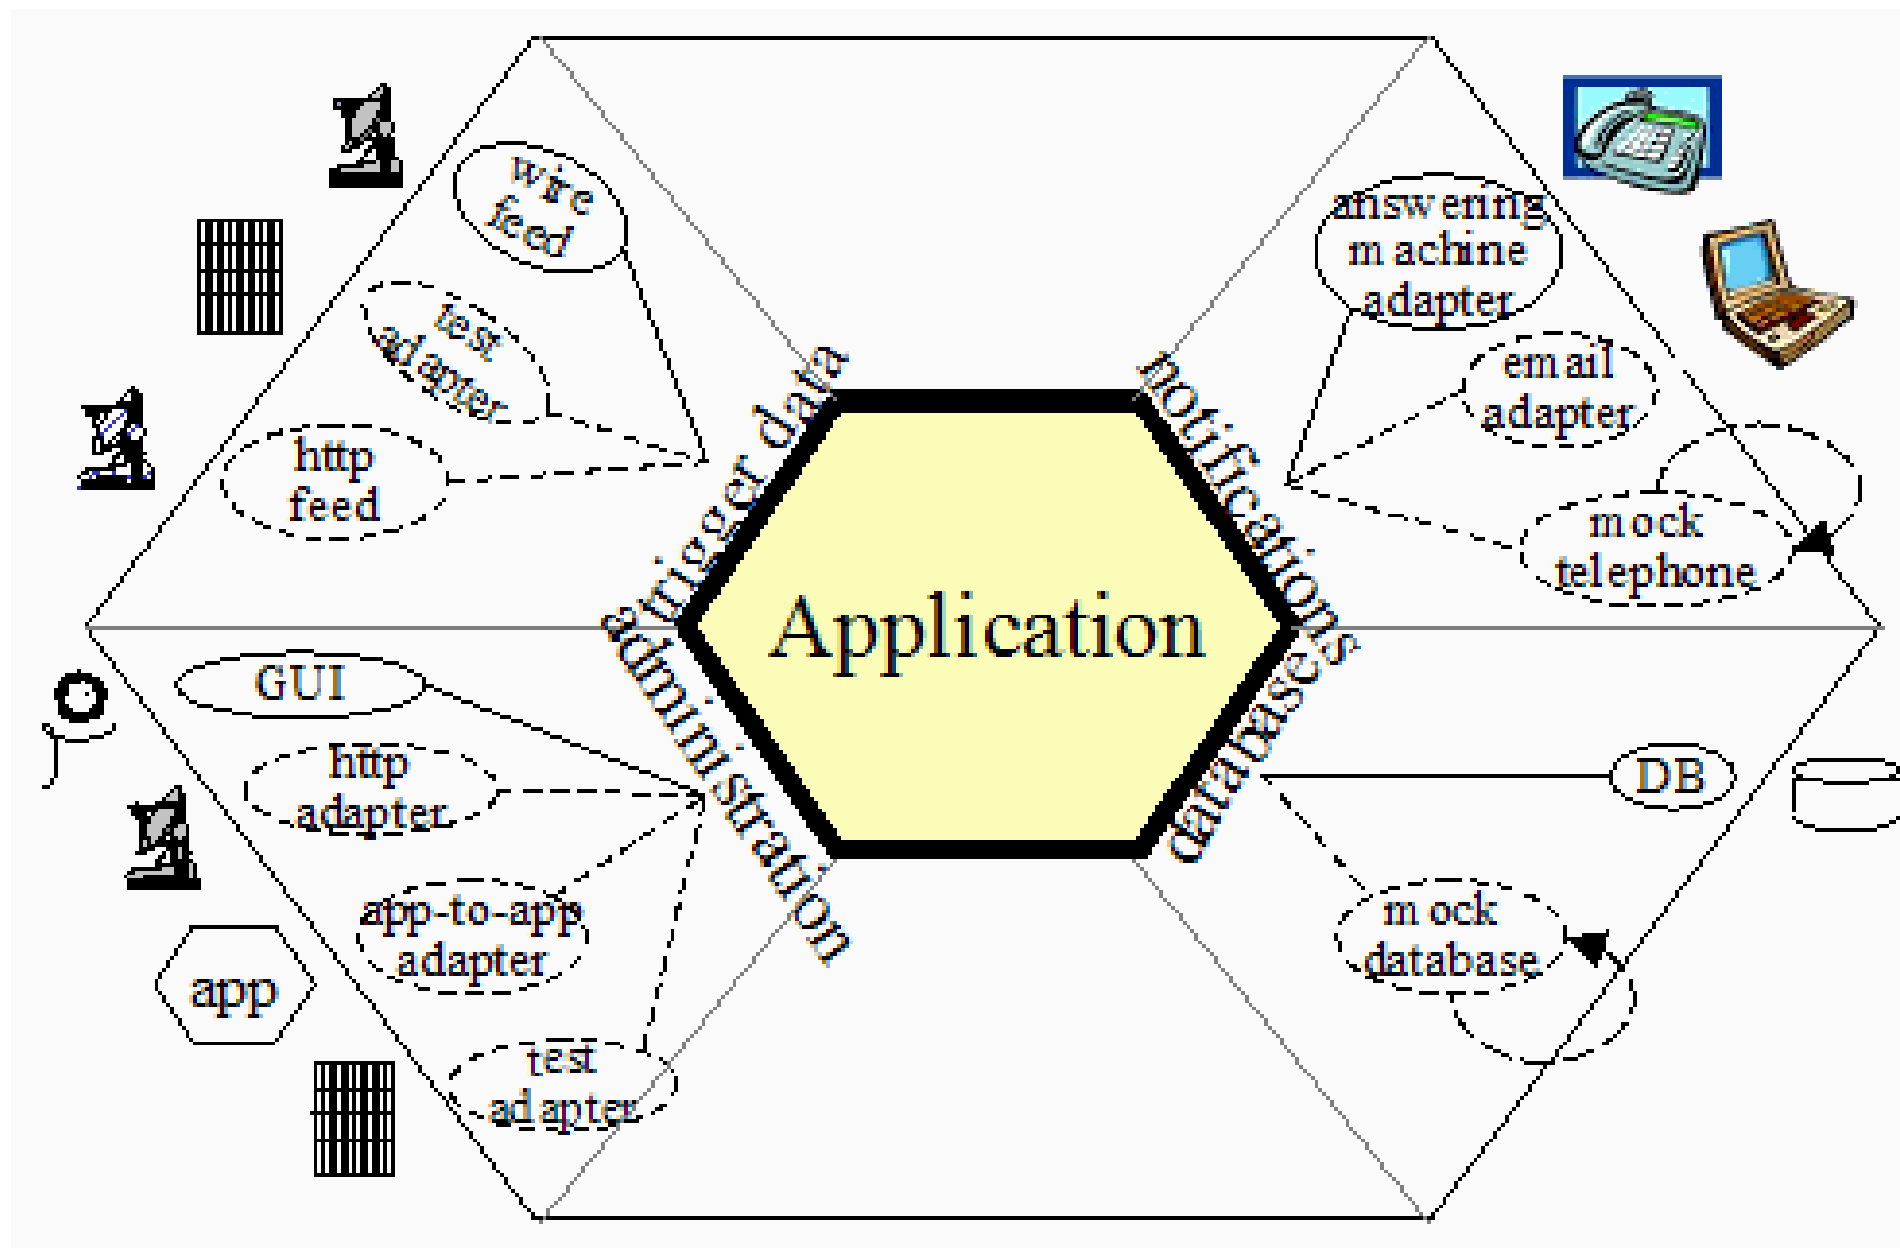 wire
feed
test
adapter
http
feed
trigger data
answering
machine
adapter
email
adapter
mock
telephone
notifications
Application
GUI
http
adapter
app-to-app
adapter
test
adapter
administration
app
databases
DB
mock
database